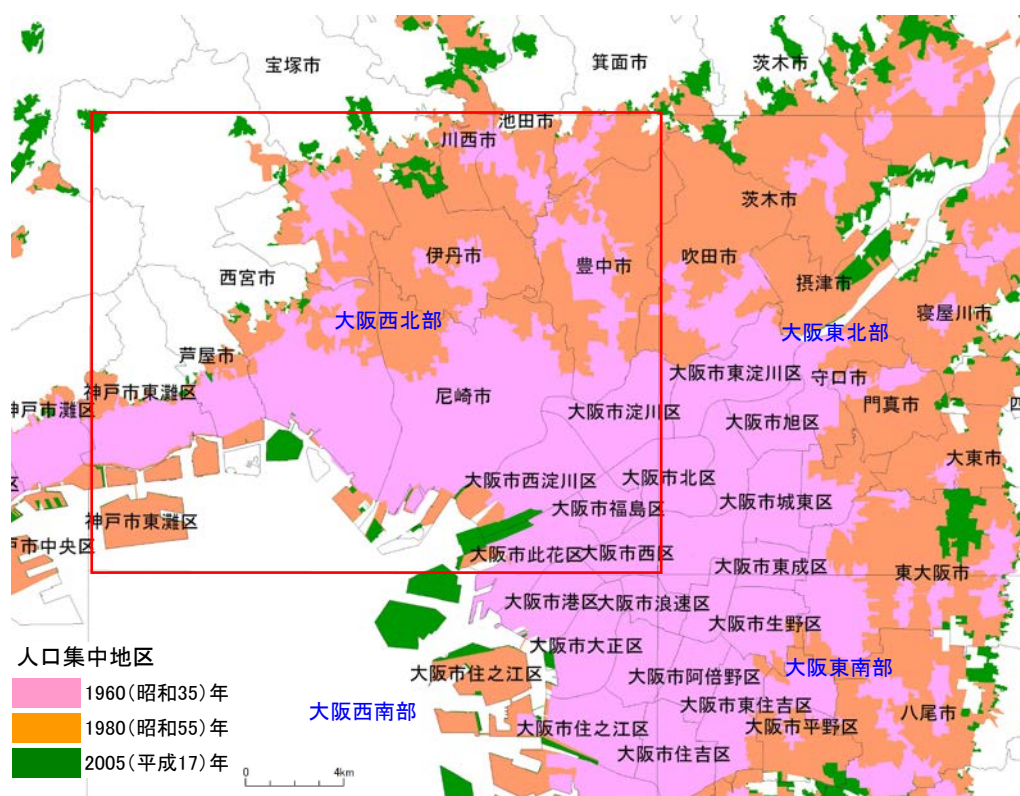 宝塚市
箕面市
茨木市
池田市
川西市
茨木市
伊丹市
豊中市
吹田市
西宮市
摂津市
寝屋川市
大阪西北部
大阪東北部
芦屋市
大阪市東淀川区
守口市
神戸市東灘区
尼崎市
門真市
神戸市灘区
大阪市淀川区
大阪市旭区
四
大東市
区
大阪市西淀川区
大阪市北区
大阪市城東区
大阪市福島区
神戸市東灘区
戸市中央区
大阪市此花区
大阪市西区
大阪市東成区
東大阪市
大阪市港区
大阪市浪速区
大阪市生野区
大阪市大正区
人口集中地区
大阪市住之江区
大阪市阿倍野区
大阪東南部
1960(昭和35)年
大阪西南部
大阪市東住吉区
八尾市
1980(昭和55)年
大阪市住之江区
大阪市平野区
大阪市住吉区
2005(平成17)年
0 4km